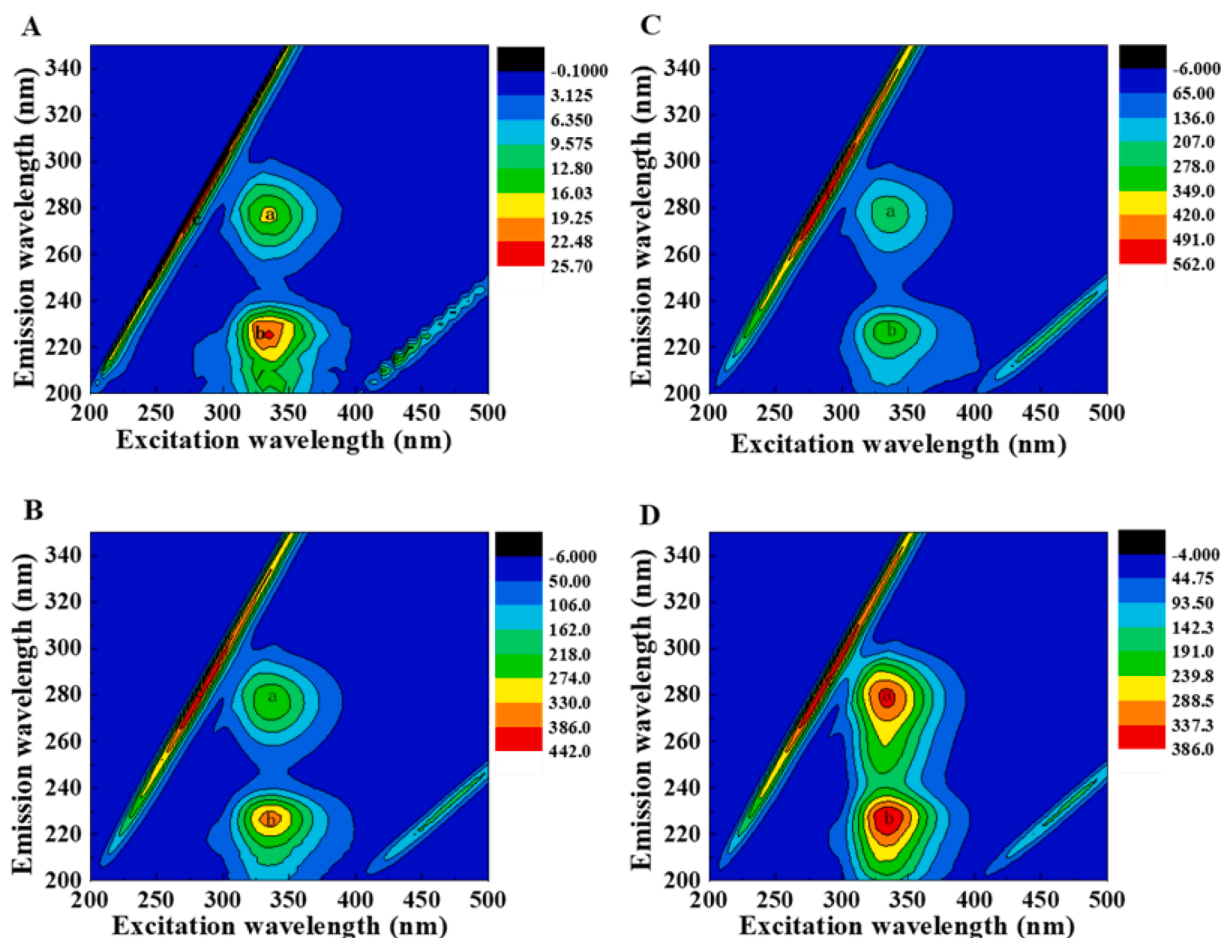 A
Emission wavelength (nm)
340
320
300
280
260
240
220
200
200 250 300 350 400 450 500
Excitation wavelength (nm)
a
b
-0.1000
3.125
6.350
9.575
12.80
16.03
19.25
22.48
25.70
C
Emission wavelength (nm)
340
320
300
280
260
240
220
200
200 250 300 350 400 450 500
Excitation wavelength (nm)
a
b
-6.000
65.00
136.0
207.0
278.0
349.0
420.0
491.0
562.0
B
Emission wavelength (nm)
340
320
300
280
260
240
220
200
200 250 300 350 400 450 500
Excitation wavelength (nm)
a
b
-6.000
50.00
106.0
162.0
218.0
274.0
330.0
386.0
442.0
D
Emission wavelength (nm)
340
320
300
280
260
240
220
200
200 250 300 350 400 450 500
Excitation wavelength (nm)
a
b
-4.000
44.75
93.50
142.3
191.0
239.8
288.5
337.3
386.0